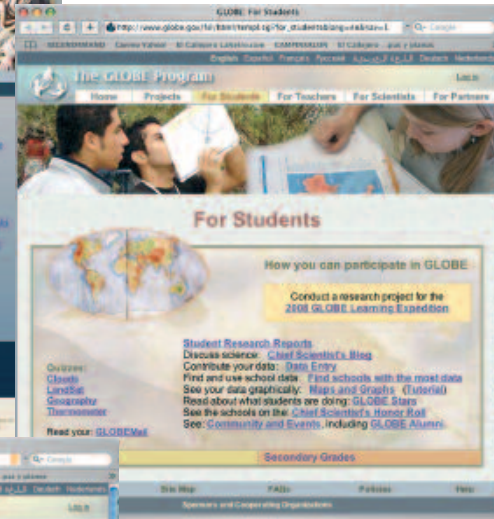 GLOBE: For Students
Google
English Español Français Русский Deutsch Nederlands
The GLOBE Program
Log in
Home Projects For Students For Teachers For Scientists For Partners
For Students
How you can participate in GLOBE
Conduct a research project for the
2008 GLOBE Learning Expedition
Student Research Reports
Discuss science: Chief Scientist's Blog
Contribute your data: Data Entry
Find and use school data: Find schools with the most data
See your data graphically: Maps and Graphs (Tutorial)
Read about what students are doing: GLOBE Stars
See the schools on the: Chief Scientist's Honor Roll
See: Community and Events, including GLOBE Alumni.
Quizzes:
Clouds
LandSat
Geography
Thermometer
Read your: GLOBEMail
Secondary Grades
Site Map FAQs Policies Help
Sponsors and Cooperating Organizations
Google
Deutsch Nederlands
Log in